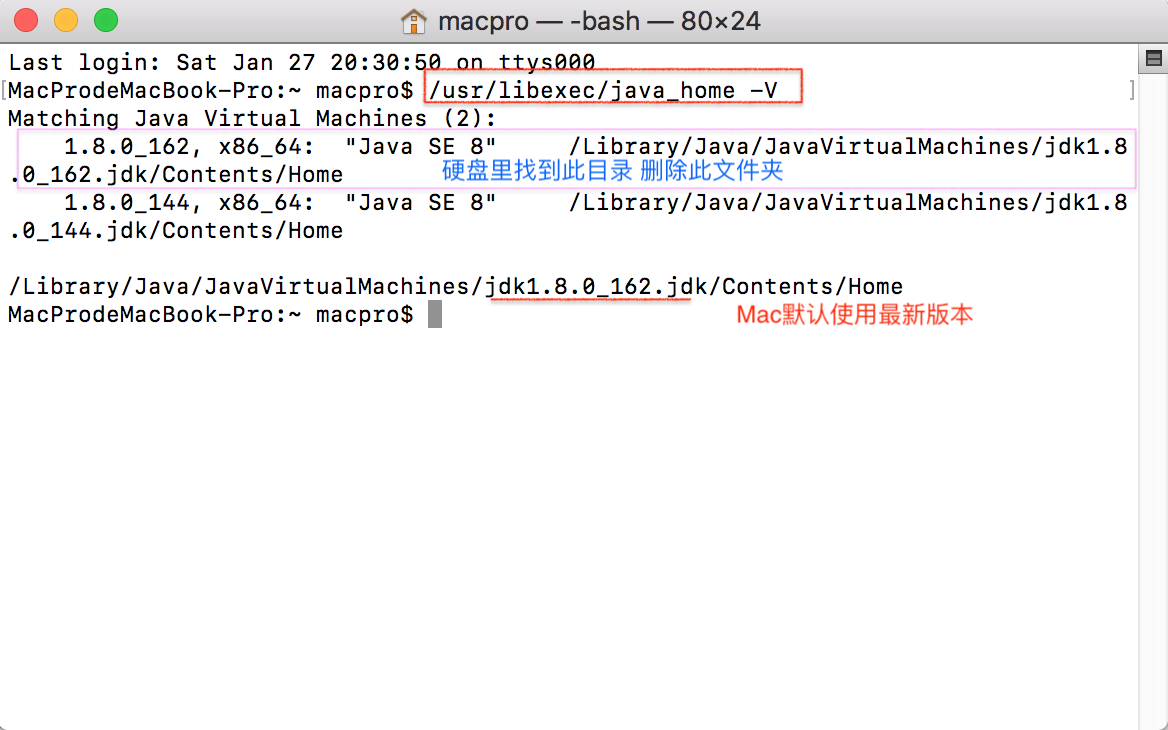 macpro — -bash — 80×24
Last login: Sat Jan 27 20:30:50 on ttys000
[MacProdeMacBook-Pro:~ macpro$ /usr/libexec/java_home -V ]
Matching Java Virtual Machines (2):
1.8.0_162, x86_64: "Java SE 8" /Library/Java/JavaVirtualMachines/jdk1.8
.0_162.jdk/Contents/Home 硬盘里找到此目录 删除此文件夹
1.8.0_144, x86_64: "Java SE 8" /Library/Java/JavaVirtualMachines/jdk1.8
.0_144.jdk/Contents/Home
/Library/Java/JavaVirtualMachines/jdk1.8.0_162.jdk/Contents/Home
MacProdeMacBook-Pro:~ macpro$ Mac默认使用最新版本